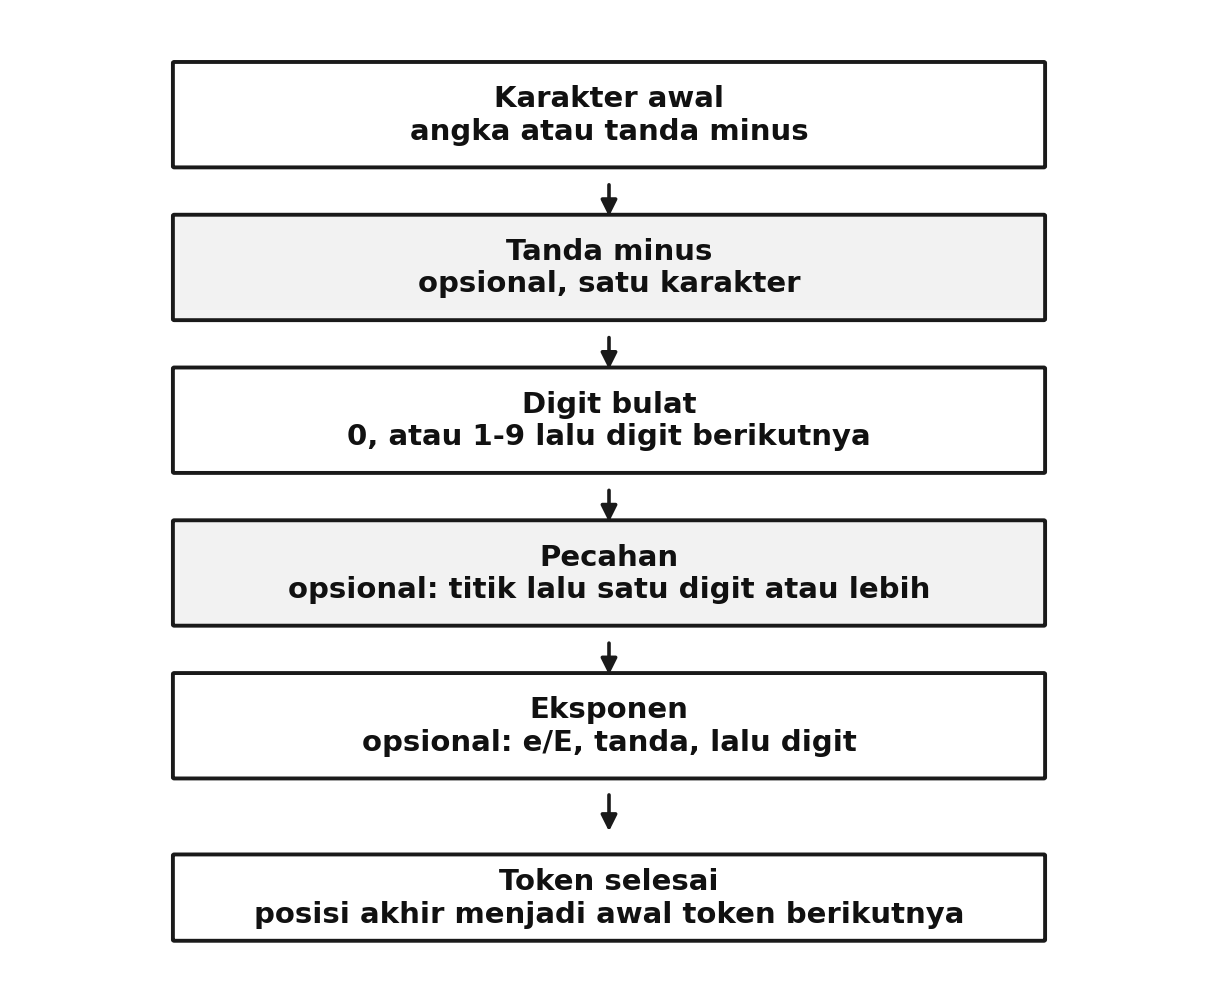 Karakter awal
angka atau tanda minus
Tanda minus
opsional, satu karakter
Digit bulat
0, atau 1-9 lalu digit berikutnya
Pecahan
opsional: titik lalu satu digit atau lebih
Eksponen
opsional: e/E, tanda, lalu digit
Token selesai
posisi akhir menjadi awal token berikutnya